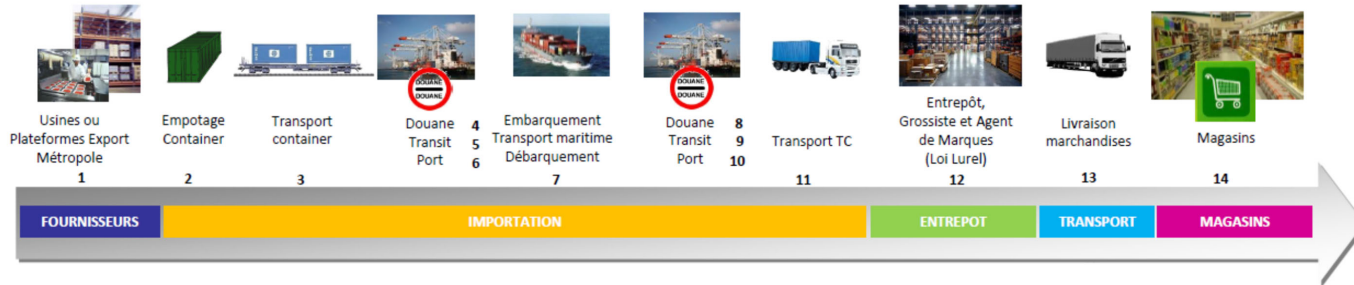 DOUANE
DOUANE
DOUANE
DOUANE
Usines ou
Plateformes Export
Métropole
1
Empotage
Container
2
Transport
container
3
Douane 4
Transit 5
Port 6
Embarquement
Transport maritime
Débarquement
7
Douane 8
Transit 9
Port 10
Transport TC
11
Entrepôt,
Grossiste et Agent
de Marques
(Loi Lurel)
12
Livraison
marchandises
13
Magasins
14
FOURNISSEURS
IMPORTATION
ENTREPOT
TRANSPORT
MAGASINS